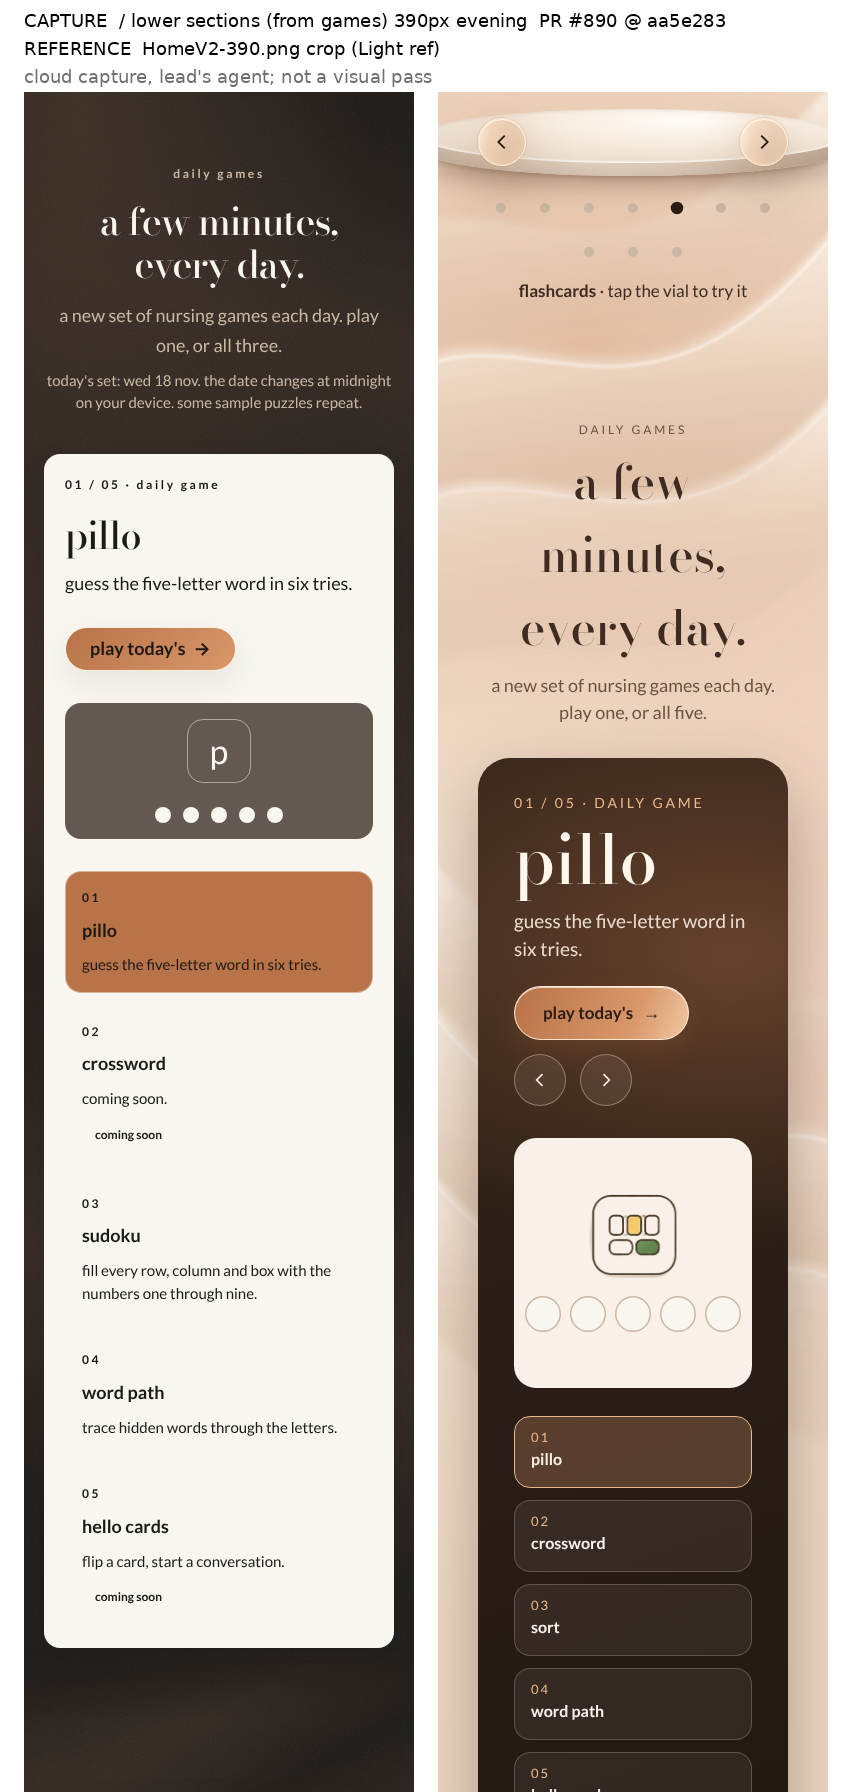 CAPTURE / lower sections (from games) 390px evening PR #890 @ aa5e283
REFERENCE HomeV2-390.png crop (Light ref)
cloud capture, lead's agent; not a visual pass
daily games
a few minutes,
every day.
a new set of nursing games each day. play
one, or all three.
today's set: wed 18 nov. the date changes at midnight
on your device. some sample puzzles repeat.
01 / 05 · daily game
pillo
guess the five-letter word in six tries.
play today's →
p
01
pillo
guess the five-letter word in six tries.
02
crossword
coming soon.
coming soon
03
sudoku
fill every row, column and box with the
numbers one through nine.
04
word path
trace hidden words through the letters.
05
hello cards
flip a card, start a conversation.
coming soon
flashcards · tap the vial to try it
DAILY GAMES
a few
minutes,
every day.
a new set of nursing games each day.
play one, or all five.
01 / 05 · DAILY GAME
pillo
guess the five-letter word in
six tries.
play today's →
01
pillo
02
crossword
03
sort
04
word path
05